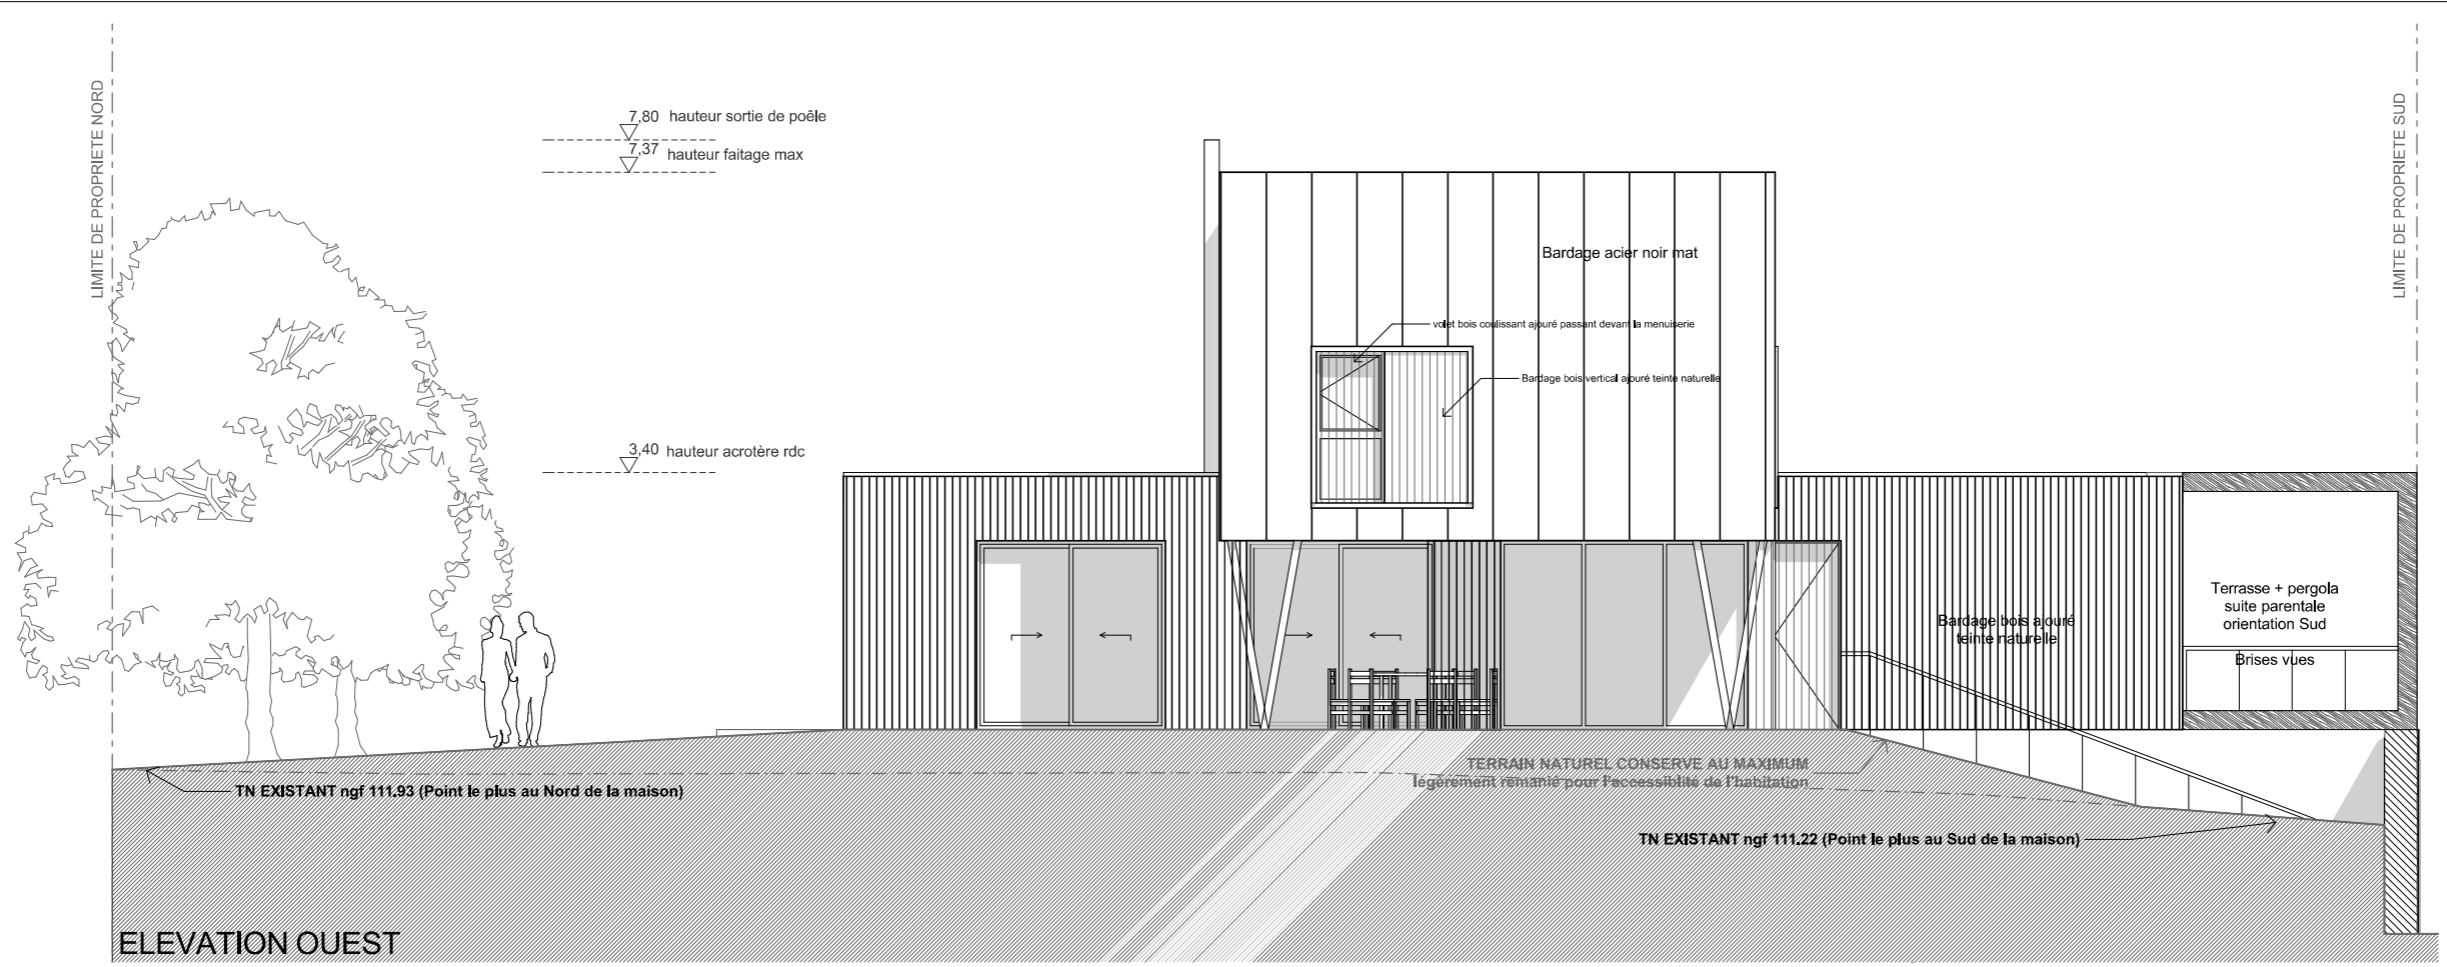 LIMITE DE PROPRIETE NORD
7,80 hauteur sortie de poêle
7,37 hauteur faitage max
3,40 hauteur acrotère rdc
Bardage acier noir mat
volet bois coulissant ajouré passant devant la menuiserie
Bardage bois vertical ajouré teinte naturelle
LIMITE DE PROPRIETE SUD
Terrasse + pergola
suite parentale
orientation Sud
Bardage bois ajouré
teinte naturelle
Brises vues
TERRAIN NATUREL CONSERVE AU MAXIMUM
légèrement remanié pour l'accessiblité de l'habitation
TN EXISTANT ngf 111.93 (Point le plus au Nord de la maison)
TN EXISTANT ngf 111.22 (Point le plus au Sud de la maison)
ELEVATION OUEST